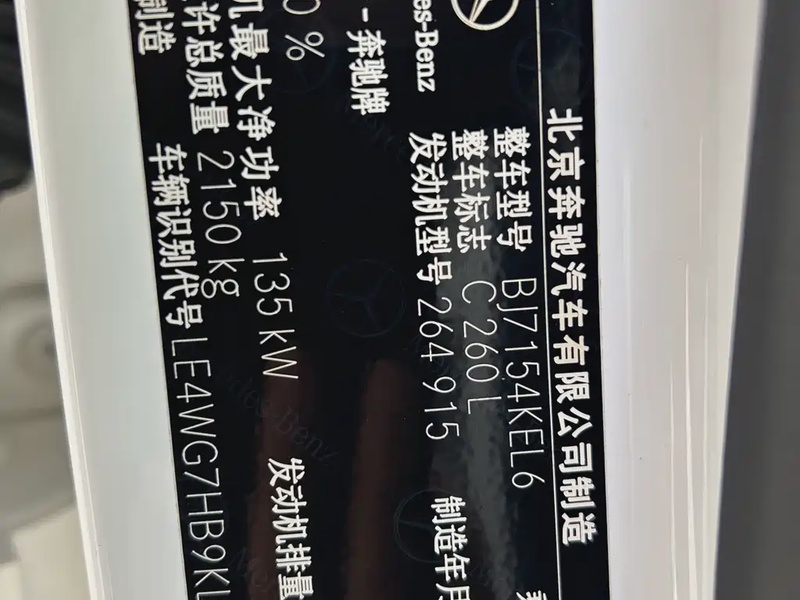 北京奔驰汽车有限公司制造
整车型号 BJ7154KEL6
整车标志 C 260 L
des-Benz 发动机型号 264 915 制造年月
-奔驰牌
0 %
机最大净功率 135 kW 发动机排量
许总质量 2150 kg
制造 车辆识别代号 LE4WG7HB9KL